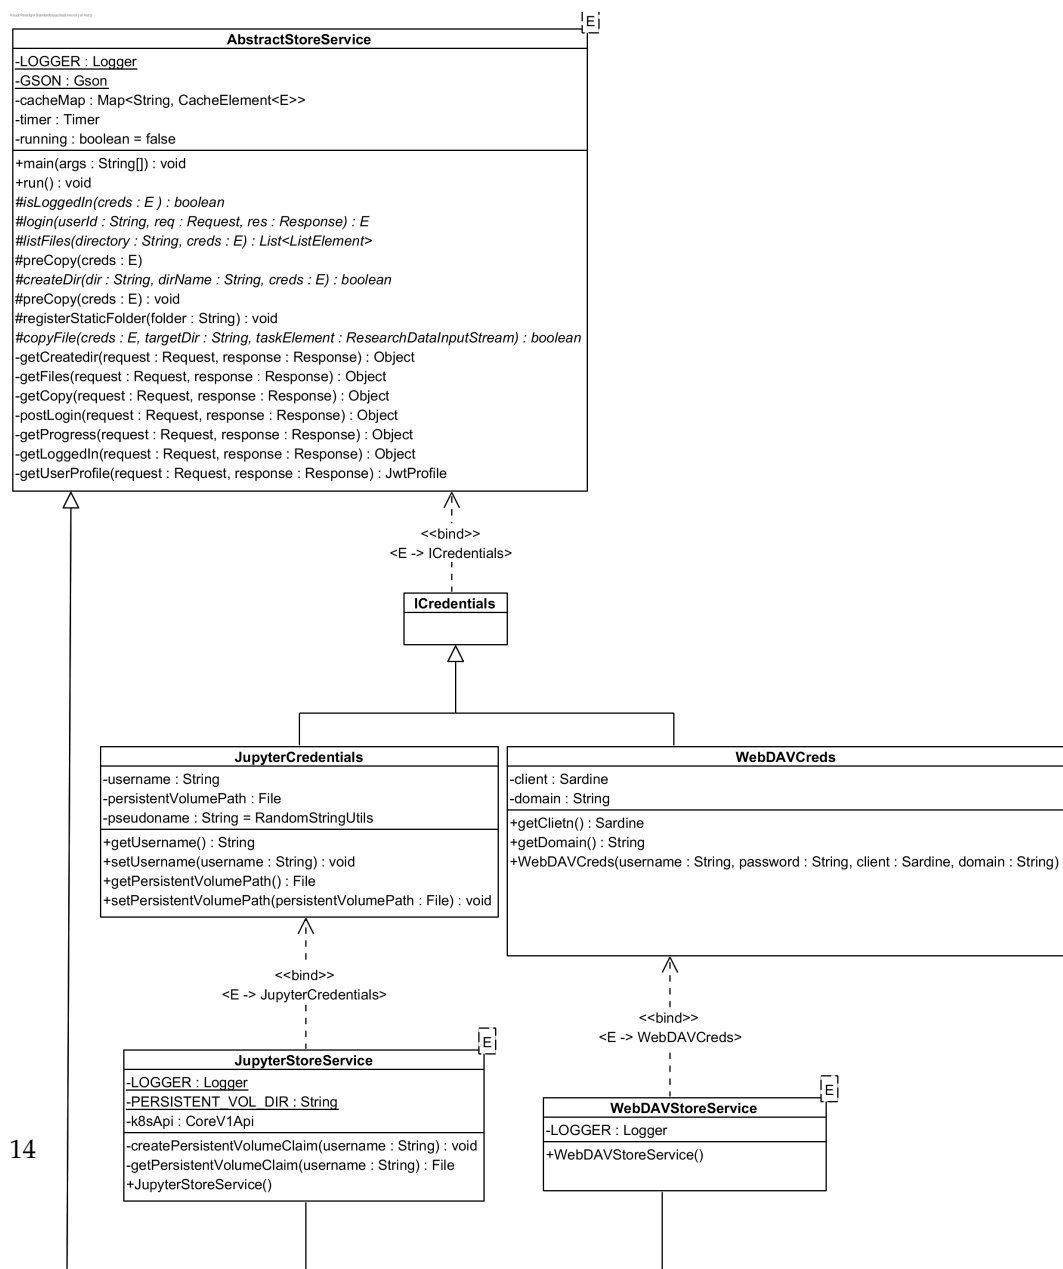 E
AbstractStoreService
-LOGGER : Logger
-GSON : Gson
-cacheMap : Map<String, CacheElement<E>>
-timer : Timer
-running : boolean = false
+main(args : String[]) : void
+run() : void
#isLoggedIn(creds : E ) : boolean
#login(userId : String, req : Request, res : Response) : E
#listFiles(directory : String, creds : E) : List<ListElement>
#preCopy(creds : E)
#createDir(dir : String, dirName : String, creds : E) : boolean
#preCopy(creds : E) : void
#registerStaticFolder(folder : String) : void
#copyFile(creds : E, targetDir : String, taskElement : ResearchDataInputStream) : boolean
-getCreatedir(request : Request, response : Response) : Object
-getFiles(request : Request, response : Response) : Object
-getCopy(request : Request, response : Response) : Object
-postLogin(request : Request, response : Response) : Object
-getProgress(request : Request, response : Response) : Object
-getLoggedIn(request : Request, response : Response) : Object
-getUserProfile(request : Request, response : Response) : JwtProfile
<<bind>>
<E -> ICredentials>
ICredentials
JupyterCredentials
-username : String
-persistentVolumePath : File
-pseudoname : String = RandomStringUtils
+getUsername() : String
+setUsername(username : String) : void
+getPersistentVolumePath() : File
+setPersistentVolumePath(persistentVolumePath : File) : void
WebDAVCreds
-client : Sardine
-domain : String
+getClietn() : Sardine
+getDomain() : String
+WebDAVCreds(username : String, password : String, client : Sardine, domain : String)
<<bind>>
<E -> JupyterCredentials>
<<bind>>
<E -> WebDAVCreds>
E
JupyterStoreService
-LOGGER : Logger
-PERSISTENT_VOL_DIR : String
-k8sApi : CoreV1Api
-createPersistentVolumeClaim(username : String) : void
-getPersistentVolumeClaim(username : String) : File
+JupyterStoreService()
E
WebDAVStoreService
-LOGGER : Logger
+WebDAVStoreService()
14